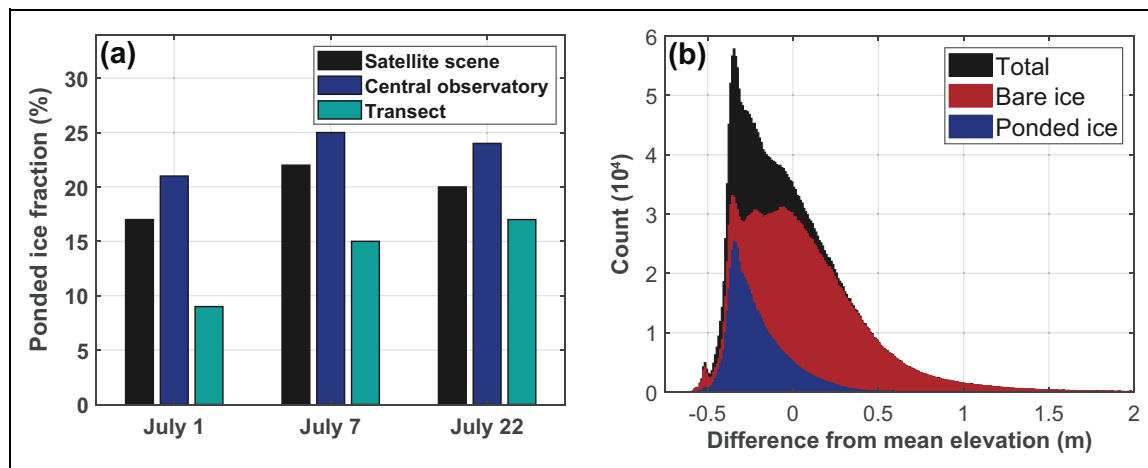 (a)
Satellite scene
Central observatory
Transect
Ponded ice fraction (%)
30
25
20
15
10
5
0
July 1
July 7
July 22
(b)
Total
Bare ice
Ponded ice
Count (10⁴)
6
5
4
3
2
1
0
-0.5
0
0.5
1
1.5
2
Difference from mean elevation (m)